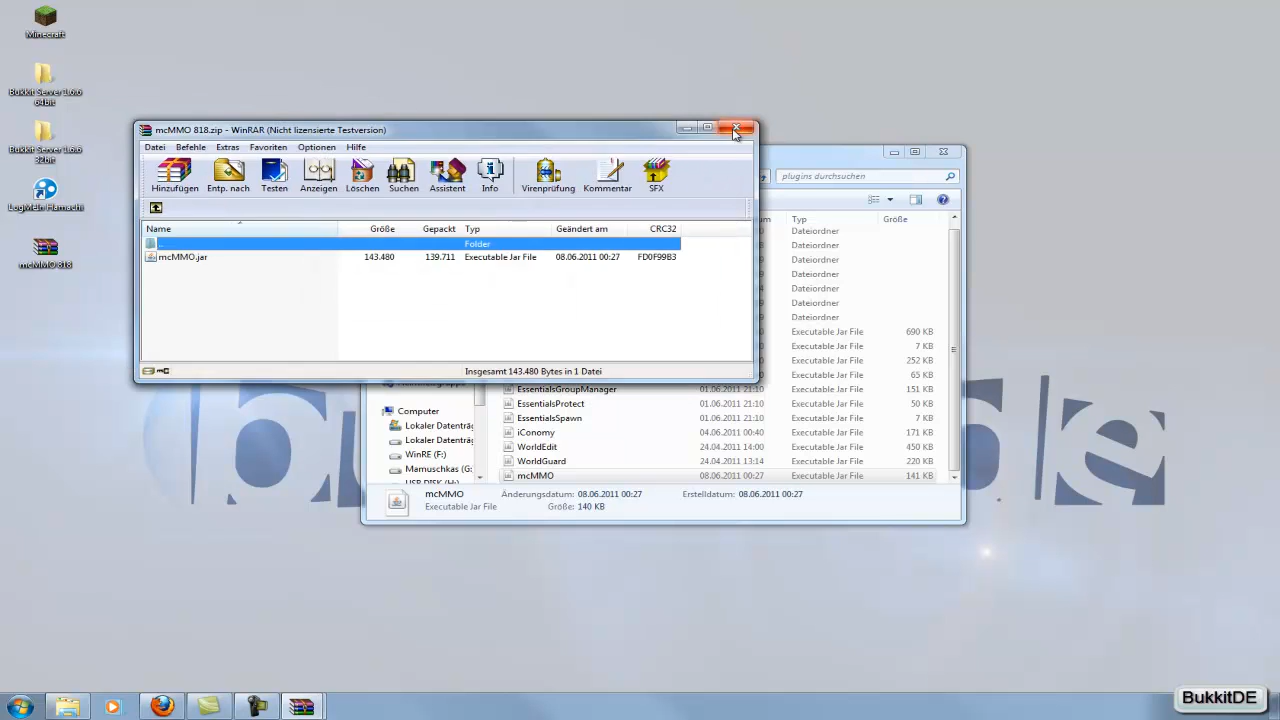 Minecraft
Bukkit Server 1.6.6
64bit
Bukkit Server 1.6.6
32bit
LogMeIn Hamachi
mcMMO 818
mcMMO 818.zip - WinRAR (Nicht lizensierte Testversion)
Datei Befehle Extras Favoriten Optionen Hilfe
Hinzufügen Entp. nach Testen Anzeigen Löschen Suchen Assistent Info Virenprüfung Kommentar SFX
Name Größe Gepackt Typ Geändert am CRC32
.. Folder
mcMMO.jar 143.480 139.711 Executable Jar File 08.06.2011 00:27 FD0F99B3
Insgesamt 143.480 Bytes in 1 Datei
plugins durchsuchen
Typ Größe
Dateiordner
Dateiordner
Dateiordner
Dateiordner
Dateiordner
Dateiordner
Dateiordner
Executable Jar File 690 KB
Executable Jar File 7 KB
Executable Jar File 252 KB
Executable Jar File 65 KB
EssentialsGroupManager 01.06.2011 21:10 Executable Jar File 151 KB
EssentialsProtect 01.06.2011 21:10 Executable Jar File 50 KB
EssentialsSpawn 01.06.2011 21:10 Executable Jar File 7 KB
iConomy 04.06.2011 00:40 Executable Jar File 171 KB
WorldEdit 24.04.2011 14:00 Executable Jar File 450 KB
WorldGuard 24.04.2011 13:14 Executable Jar File 220 KB
mcMMO 08.06.2011 00:27 Executable Jar File 141 KB
Computer
Lokaler Datenträg
Lokaler Datenträg
WinRE (F:)
Mamuschkas (G:
mcMMO Änderungsdatum: 08.06.2011 00:27 Erstelldatum: 08.06.2011 00:27
Executable Jar File Größe: 140 KB
BukkitDE